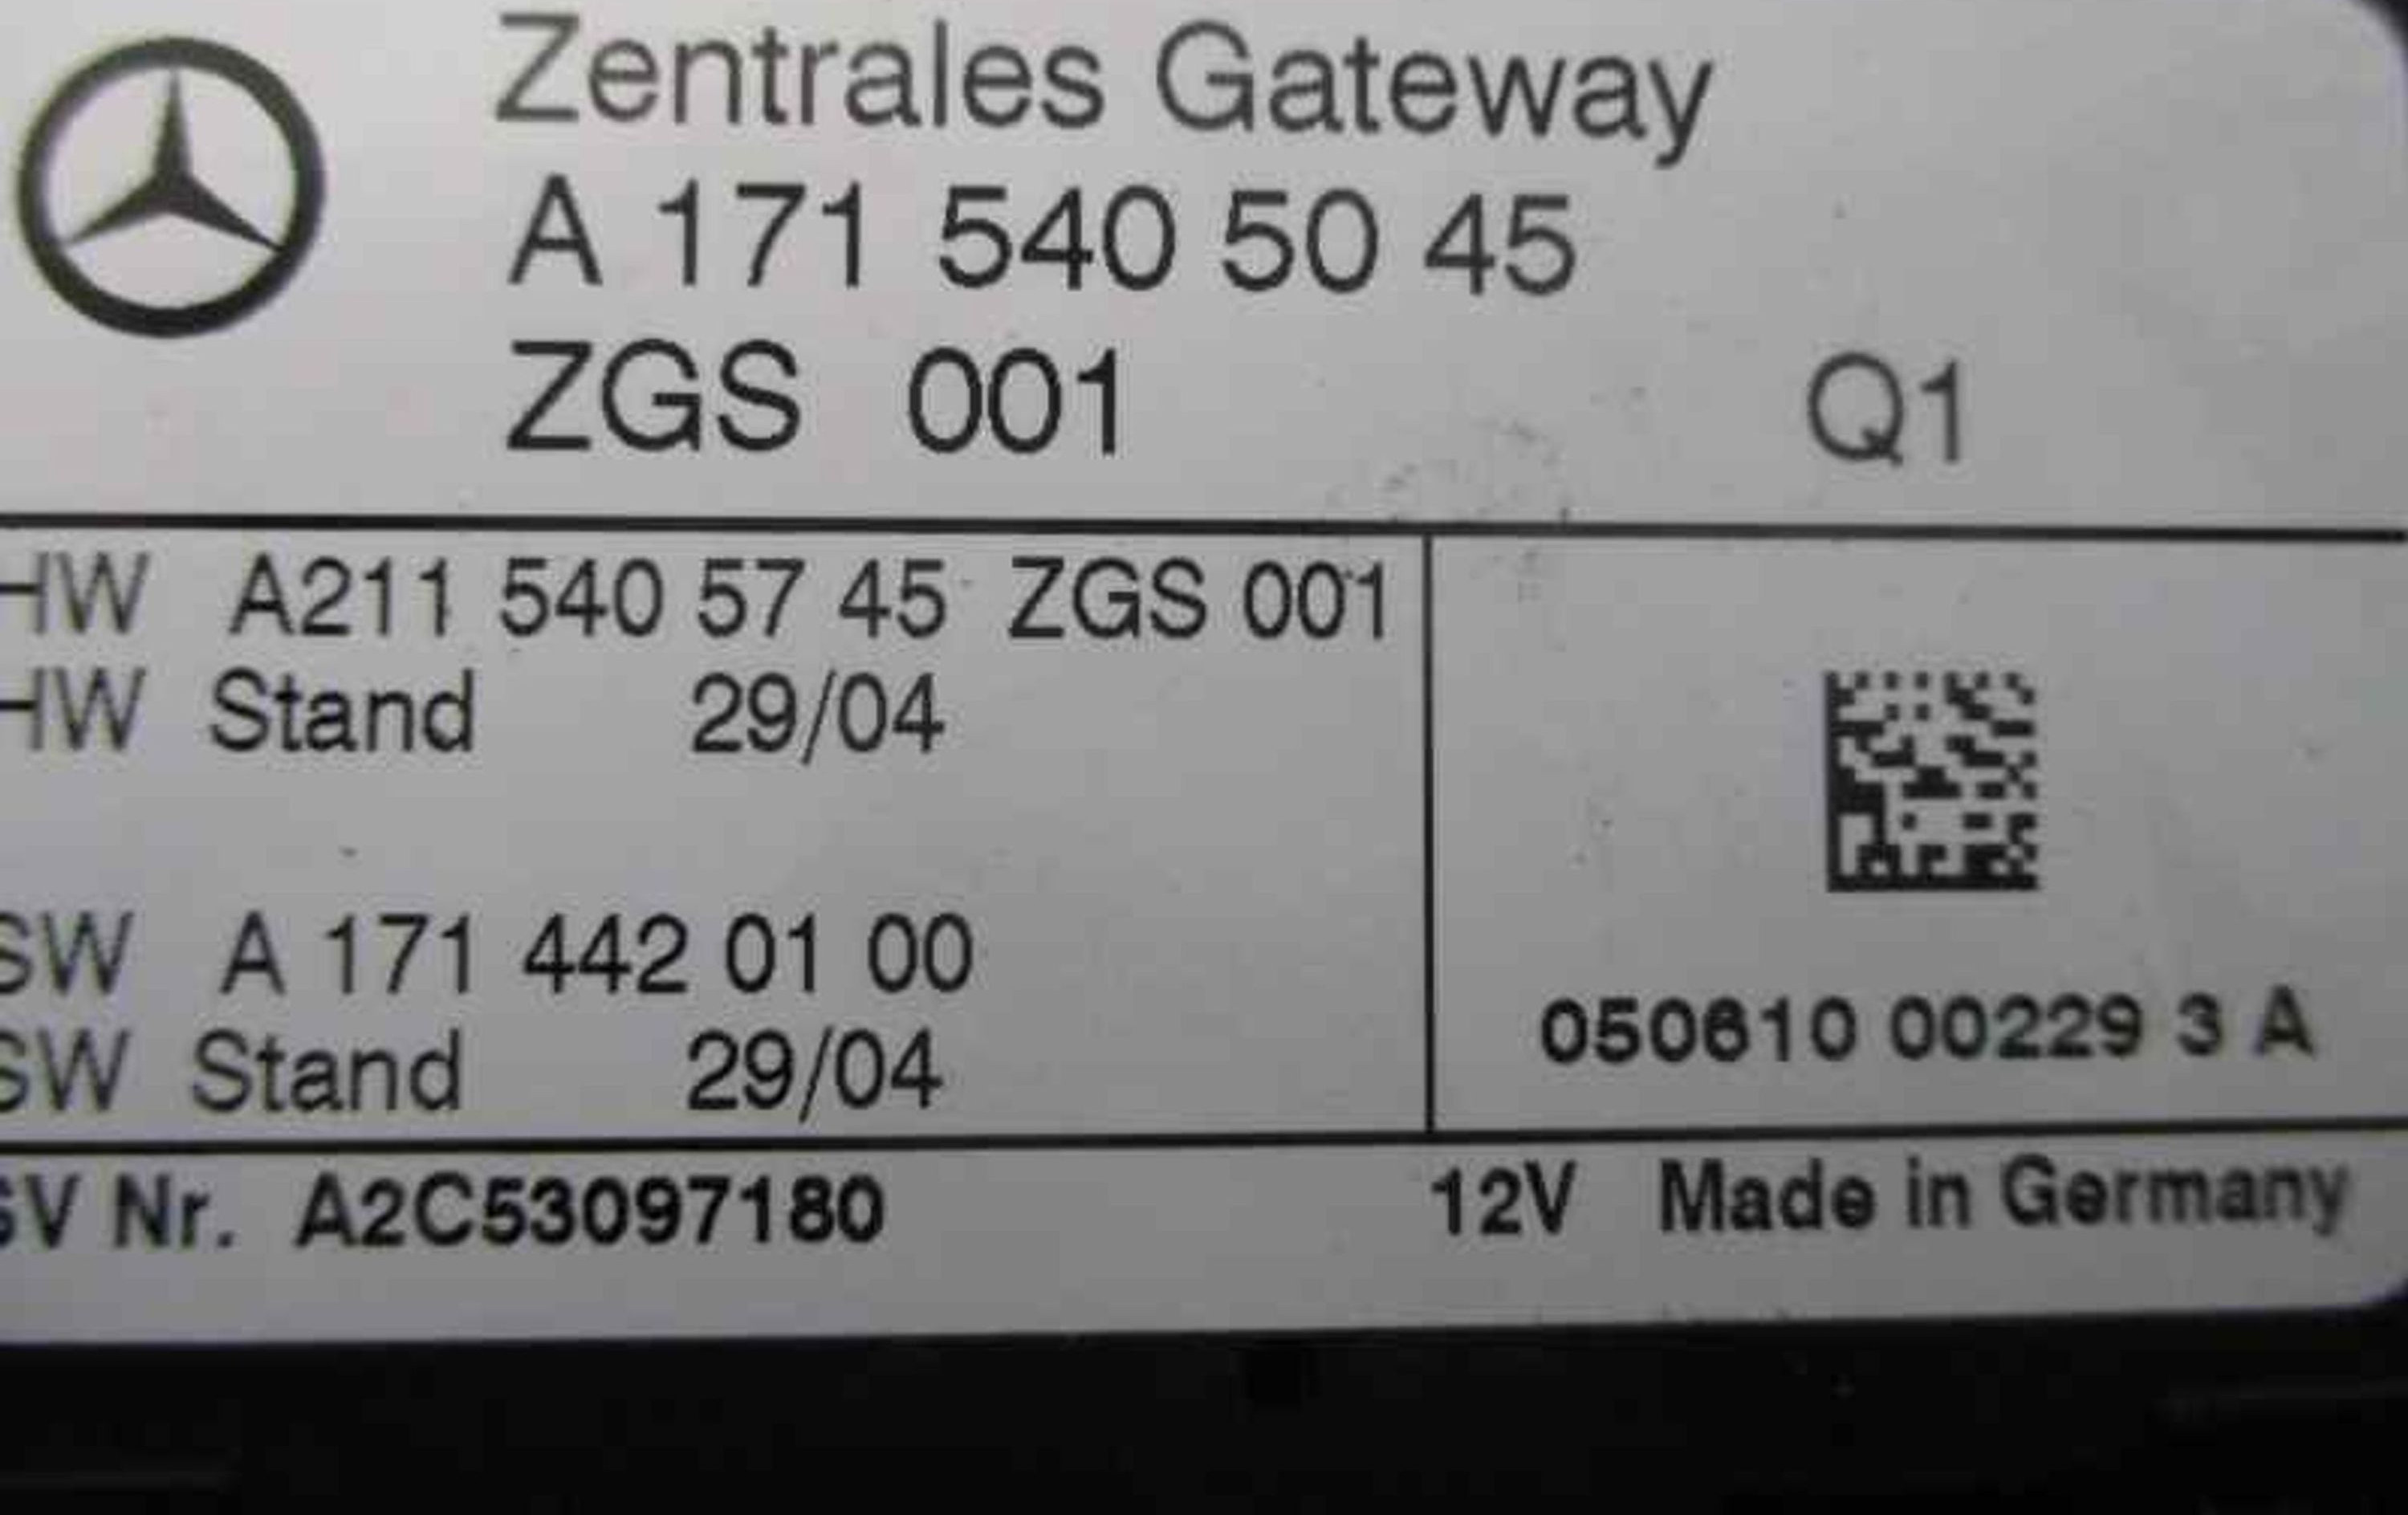 Zentrales Gateway
A 171 540 50 45
ZGS 001 Q1
HW A211 540 57 45 ZGS 001
HW Stand 29/04
SW A 171 442 01 00
SW Stand 29/04
050610 00229 3 A
SV Nr. A2C53097180 12V Made in Germany